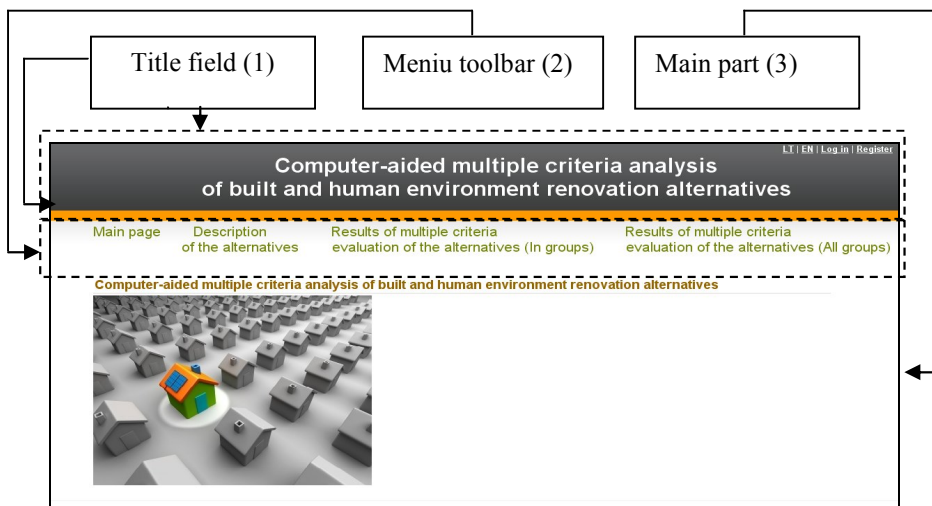 Title field (1)
Meniu toolbar (2)
Main part (3)
LT | EN | Log in | Register
Computer-aided multiple criteria analysis
of built and human environment renovation alternatives
Main page
Description
of the alternatives
Results of multiple criteria
evaluation of the alternatives (In groups)
Results of multiple criteria
evaluation of the alternatives (All groups)
Computer-aided multiple criteria analysis of built and human environment renovation alternatives